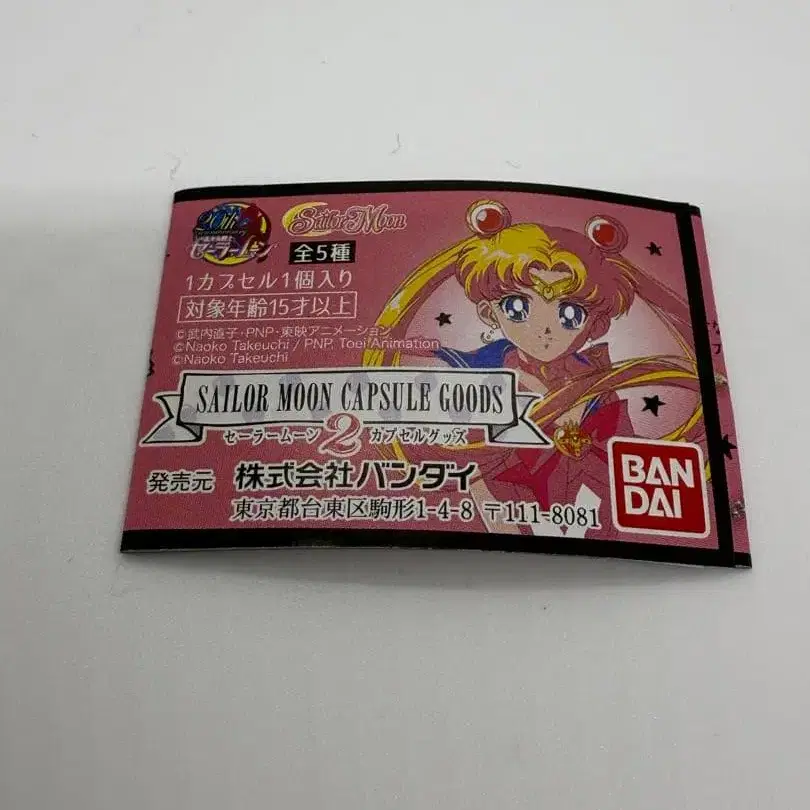 20th
セーラームーン
Sailor Moon
全5種
1カプセル1個入り
対象年齢15才以上
©武内直子・PNP・東映アニメーション
©Naoko Takeuchi / PNP, Toei Animation
©Naoko Takeuchi
SAILOR MOON CAPSULE GOODS
セーラームーン 2 カプセルグッズ
発売元 株式会社バンダイ
東京都台東区駒形1-4-8 〒111-8081
BAN
DAI